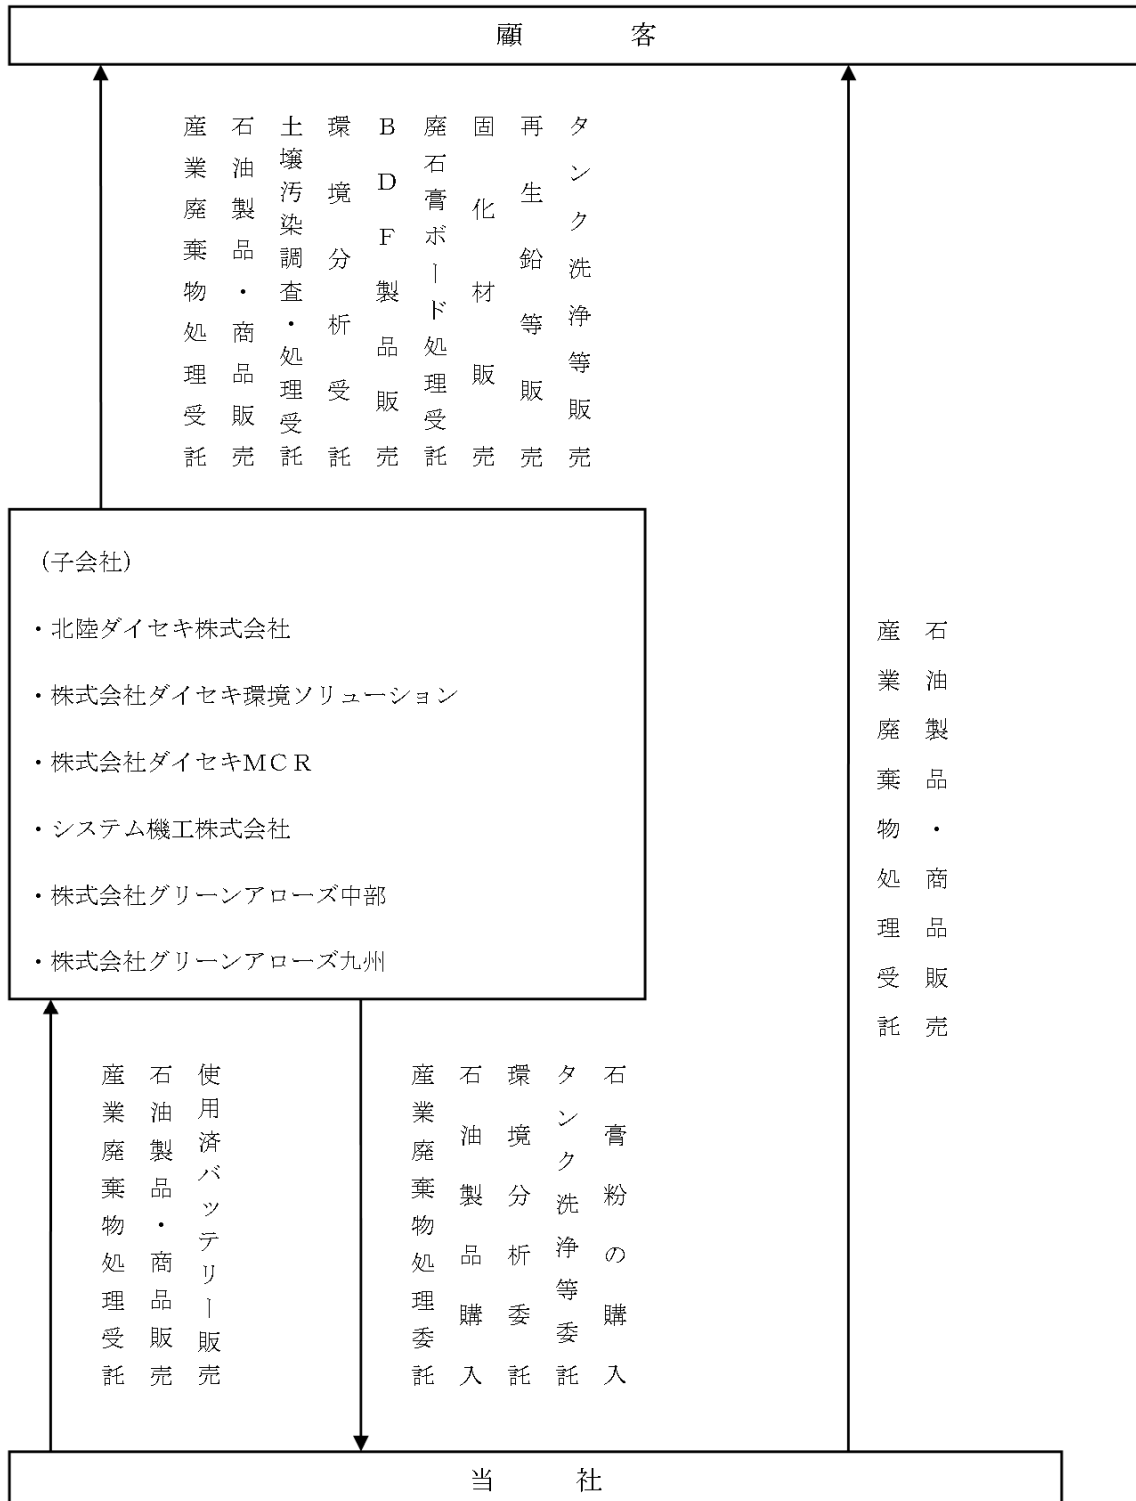 顧客
産業廃棄物処理受託
石油製品・商品販売
土壌汚染調査・処理受託
環境分析受託
BDF製品販売
廃石膏ボード処理受託
固化材販売
再生鉛等販売
タンク洗浄等販売
(子会社)
・北陸ダイセキ株式会社
・株式会社ダイセキ環境ソリューション
・株式会社ダイセキMCR
・システム機工株式会社
・株式会社グリーンアローズ中部
・株式会社グリーンアローズ九州
産業廃棄物処理受託
石油製品・商品販売
産業廃棄物処理受託
石油製品・商品販売
使用済バッテリー販売
産業廃棄物処理委託
石油製品購入
環境分析委託
タンク洗浄等委託
石膏粉の購入
当社